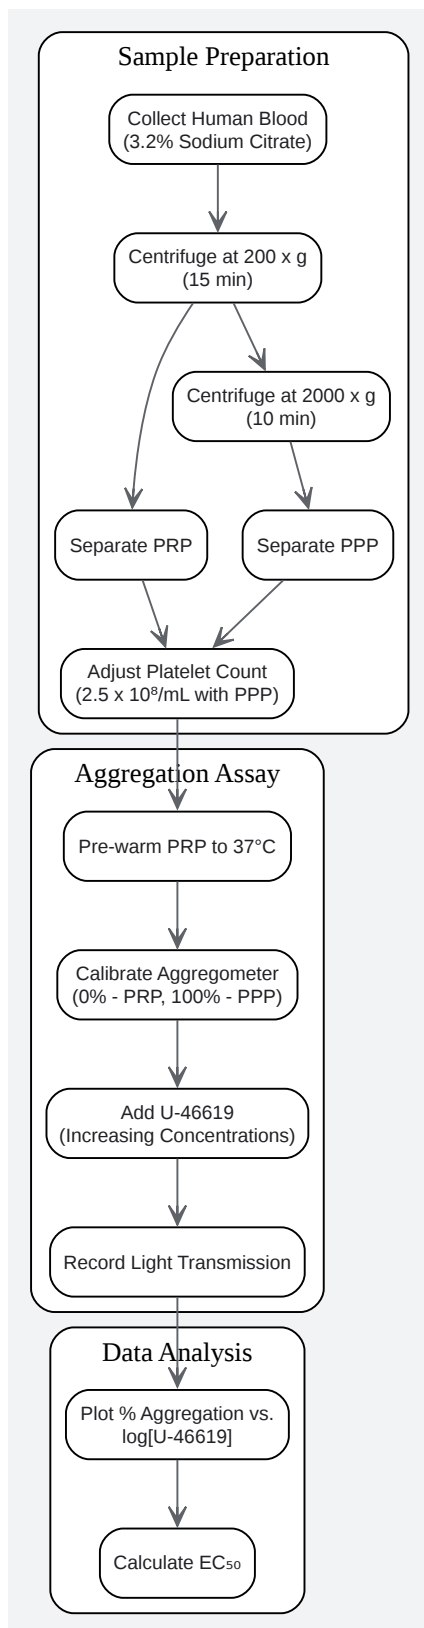 Sample Preparation
Collect Human Blood
(3.2% Sodium Citrate)
Centrifuge at 200 x g
(15 min)
Centrifuge at 2000 x g
(10 min)
Separate PRP
Separate PPP
Adjust Platelet Count
(2.5 x 10⁸/mL with PPP)
Aggregation Assay
Pre-warm PRP to 37°C
Calibrate Aggregometer
(0% - PRP, 100% - PPP)
Add U-46619
(Increasing Concentrations)
Record Light Transmission
Data Analysis
Plot % Aggregation vs.
log[U-46619]
Calculate EC₅₀